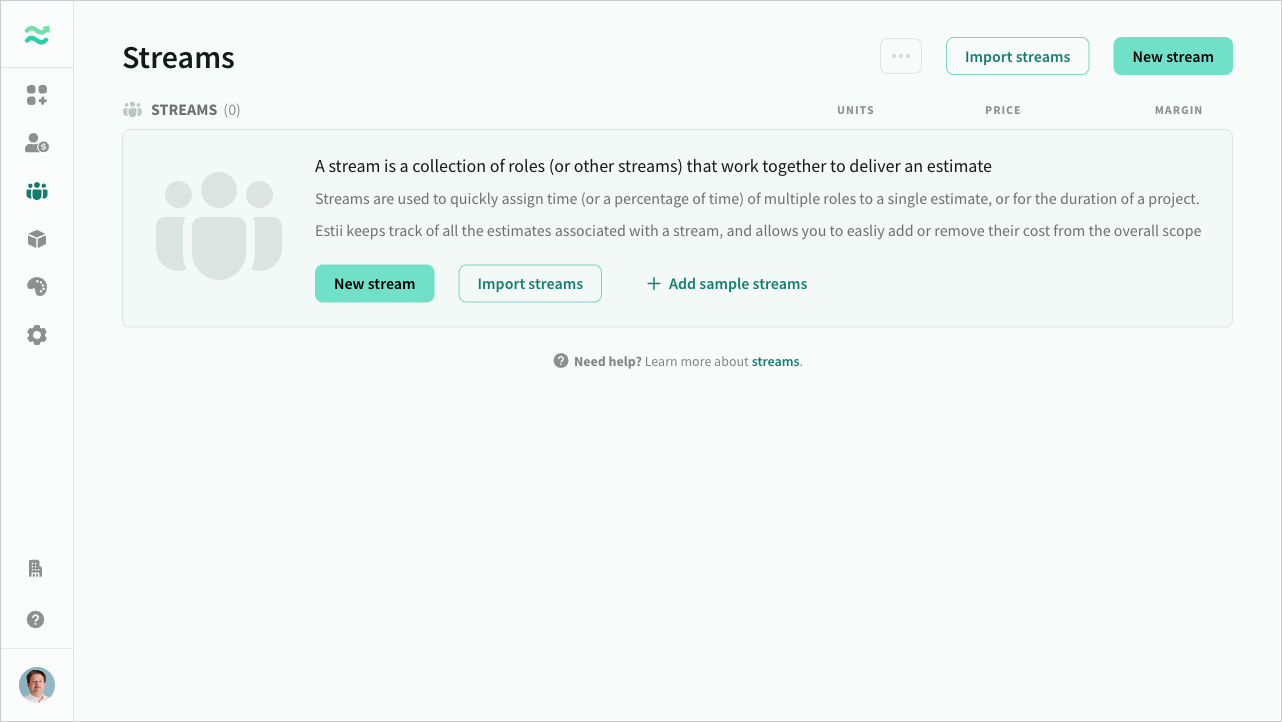 Streams
Import streams
New stream
STREAMS (0)
UNITS
PRICE
MARGIN
A stream is a collection of roles (or other streams) that work together to deliver an estimate
Streams are used to quickly assign time (or a percentage of time) of multiple roles to a single estimate, or for the duration of a project.
Estii keeps track of all the estimates associated with a stream, and allows you to easliy add or remove their cost from the overall scope
New stream
Import streams
+ Add sample streams
Need help? Learn more about streams.